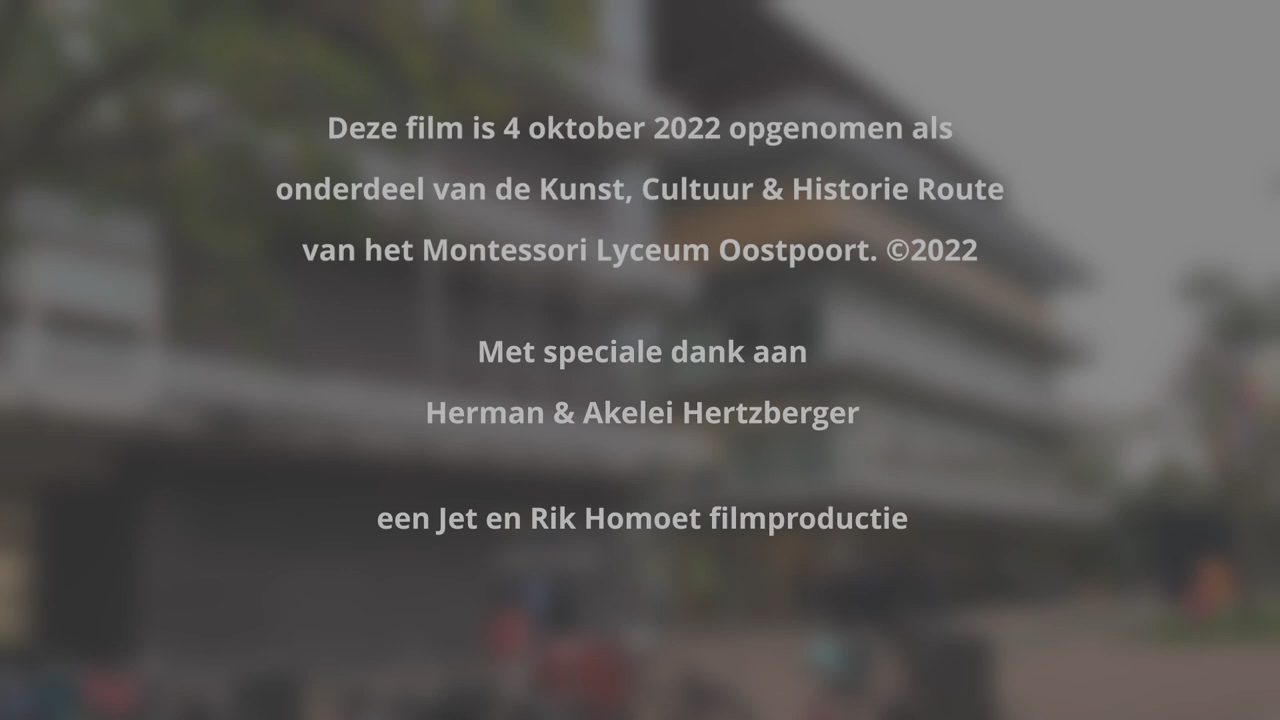 Deze film is 4 oktober 2022 opgenomen als
onderdeel van de Kunst, Cultuur & Historie Route
van het Montessori Lyceum Oostpoort. ©2022
Met speciale dank aan
Herman & Akelei Hertzberger
een Jet en Rik Homoet filmproductie